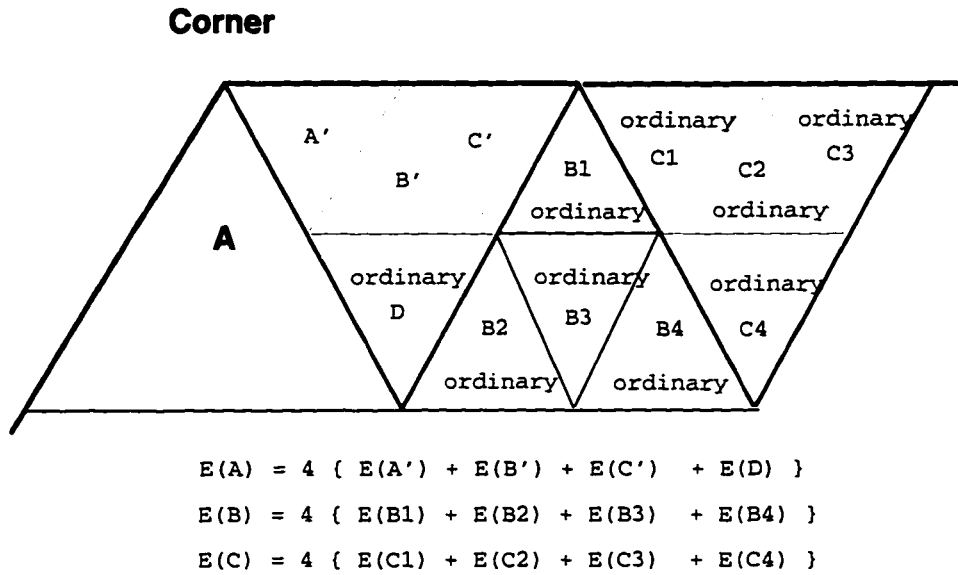 Corner
ordinary ordinary
A' C' B1 C1 C2 C3
B'
ordinary ordinary
A
ordinary ordinary ordinary
D B2 B3 B4 C4
ordinary ordinary
E(A) = 4 { E(A') + E(B') + E(C') + E(D) }
E(B) = 4 { E(B1) + E(B2) + E(B3) + E(B4) }
E(C) = 4 { E(C1) + E(C2) + E(C3) + E(C4) }